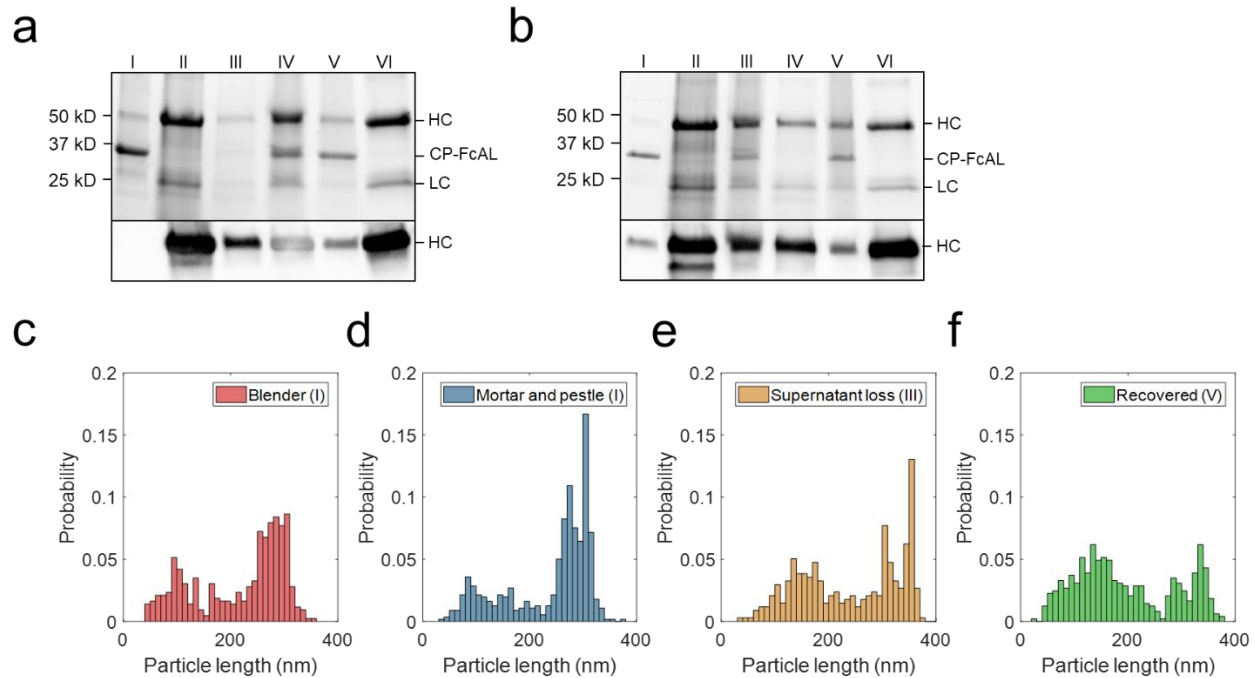 a
I II III IV V VI
50 kD
37 kD
25 kD
HC
CP-FcAL
LC
HC
b
I II III IV V VI
50 kD
37 kD
25 kD
HC
CP-FcAL
LC
HC
c
0.2
0.15
0.1
0.05
0
Probability
Blender (I)
0 200 400
Particle length (nm)
d
0.2
0.15
0.1
0.05
0
Probability
Mortar and pestle (I)
0 200 400
Particle length (nm)
e
0.2
0.15
0.1
0.05
0
Probability
Supernatant loss (III)
0 200 400
Particle length (nm)
f
0.2
0.15
0.1
0.05
0
Probability
Recovered (V)
0 200 400
Particle length (nm)